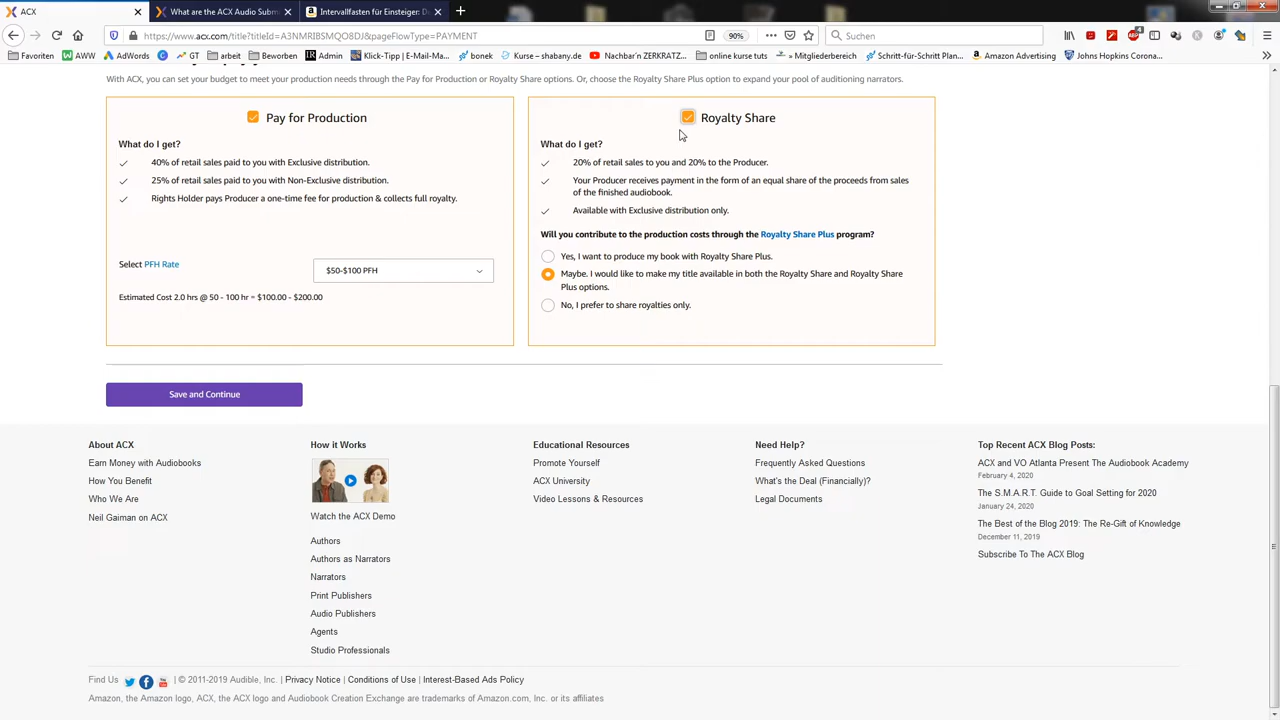 ACX
What are the ACX Audio Subm
Intervallfasten für Einsteiger: De
https://www.acx.com/title?titleId=A3NMRIBSMQO8DJ&pageFlowType=PAYMENT
90%
Suchen
Favoriten
AWW
AdWords
GT
arbeit
Beworben
Admin
Klick-Tipp | E-Mail-Ma...
bonek
Kurse – shabany.de
Nachbar´n ZERKRATZ...
online kurse tuts
» Mitgliederbereich
Schritt-für-Schritt Plan...
Amazon Advertising
Johns Hopkins Corona...
With ACX, you can set your budget to meet your production needs through the Pay for Production or Royalty Share options. Or, choose the Royalty Share Plus option to expand your pool of auditioning narrators.
Pay for Production
What do I get?
40% of retail sales paid to you with Exclusive distribution.
25% of retail sales paid to you with Non-Exclusive distribution.
Rights Holder pays Producer a one-time fee for production & collects full royalty.
Select PFH Rate
$50-$100 PFH
Estimated Cost 2.0 hrs @ 50 - 100 hr = $100.00 - $200.00
Royalty Share
What do I get?
20% of retail sales to you and 20% to the Producer.
Your Producer receives payment in the form of an equal share of the proceeds from sales
of the finished audiobook.
Available with Exclusive distribution only.
Will you contribute to the production costs through the Royalty Share Plus program?
Yes, I want to produce my book with Royalty Share Plus.
Maybe. I would like to make my title available in both the Royalty Share and Royalty Share
Plus options.
No, I prefer to share royalties only.
Save and Continue
About ACX
Earn Money with Audiobooks
How You Benefit
Who We Are
Neil Gaiman on ACX
How it Works
Watch the ACX Demo
Authors
Authors as Narrators
Narrators
Print Publishers
Audio Publishers
Agents
Studio Professionals
Educational Resources
Promote Yourself
ACX University
Video Lessons & Resources
Need Help?
Frequently Asked Questions
What's the Deal (Financially)?
Legal Documents
Top Recent ACX Blog Posts:
ACX and VO Atlanta Present The Audiobook Academy
February 4, 2020
The S.M.A.R.T. Guide to Goal Setting for 2020
January 24, 2020
The Best of the Blog 2019: The Re-Gift of Knowledge
December 11, 2019
Subscribe To The ACX Blog
Find Us | © 2011-2019 Audible, Inc. | Privacy Notice | Conditions of Use | Interest-Based Ads Policy
Amazon, the Amazon logo, ACX, the ACX logo and Audiobook Creation Exchange are trademarks of Amazon.com, Inc. or its affiliates